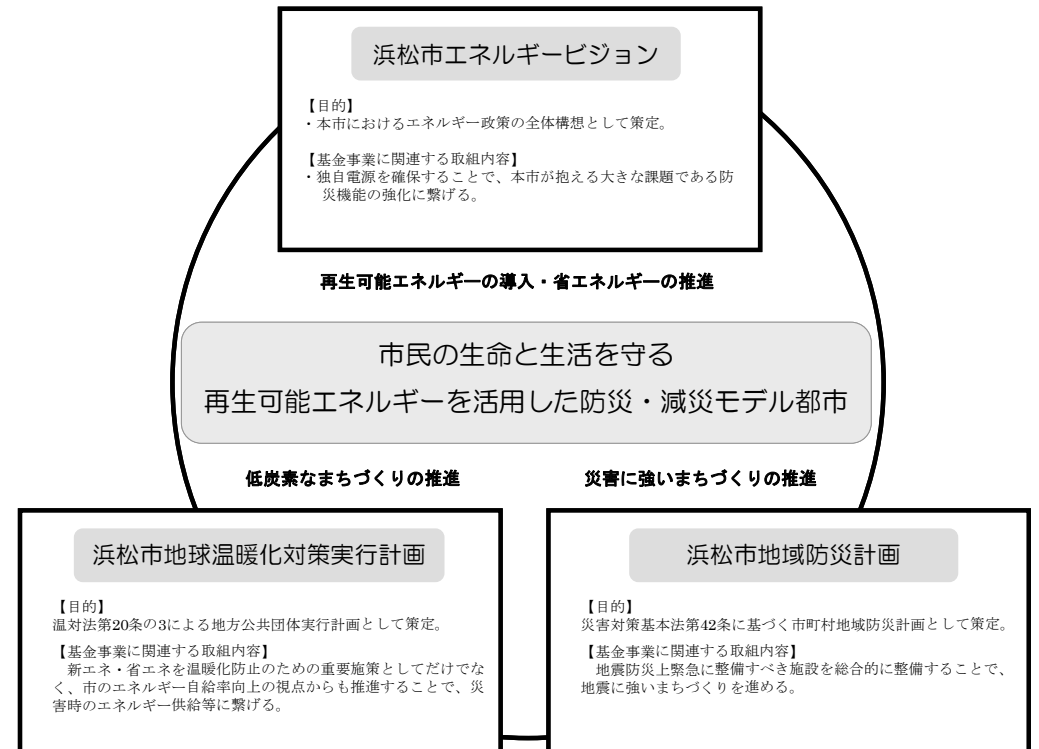 浜松市エネルギービジョン
【目的】
・本市におけるエネルギー政策の全体構想として策定。
【基金事業に関連する取組内容】
・独自電源を確保することで、本市が抱える大きな課題である防
災機能の強化に繋げる。
再生可能エネルギーの導入・省エネルギーの推進
市民の生命と生活を守る
再生可能エネルギーを活用した防災・減災モデル都市
低炭素なまちづくりの推進
災害に強いまちづくりの推進
浜松市地球温暖化対策実行計画
【目的】
温対法第20条の3による地方公共団体実行計画として策定。
【基金事業に関連する取組内容】
新エネ・省エネを温暖化防止のための重要施策としてだけでな
く、市のエネルギー自給率向上の視点からも推進することで、災
害時のエネルギー供給等に繋げる。
浜松市地域防災計画
【目的】
災害対策基本法第42条に基づく市町村地域防災計画として策定。
【基金事業に関連する取組内容】
地震防災上緊急に整備すべき施設を総合的に整備することで、
地震に強いまちづくりを進める。